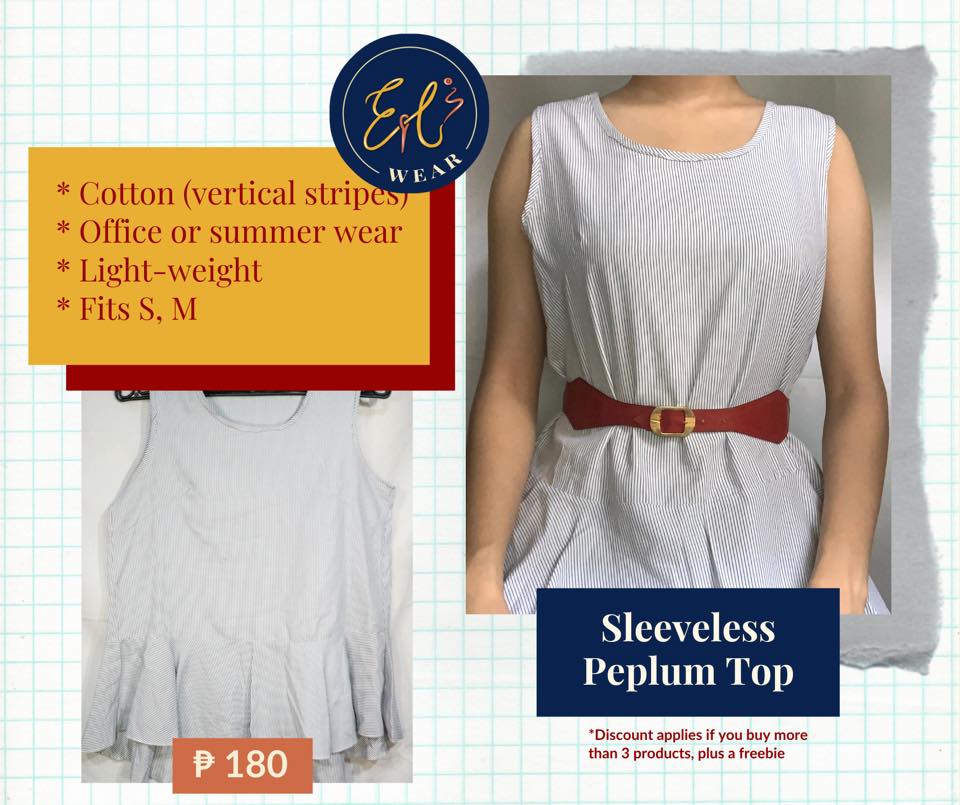 WEAR
* Cotton (vertical stripes)
* Office or summer wear
* Light-weight
* Fits S, M
Sleeveless
Peplum Top
*Discount applies if you buy more
than 3 products, plus a freebie
₱ 180